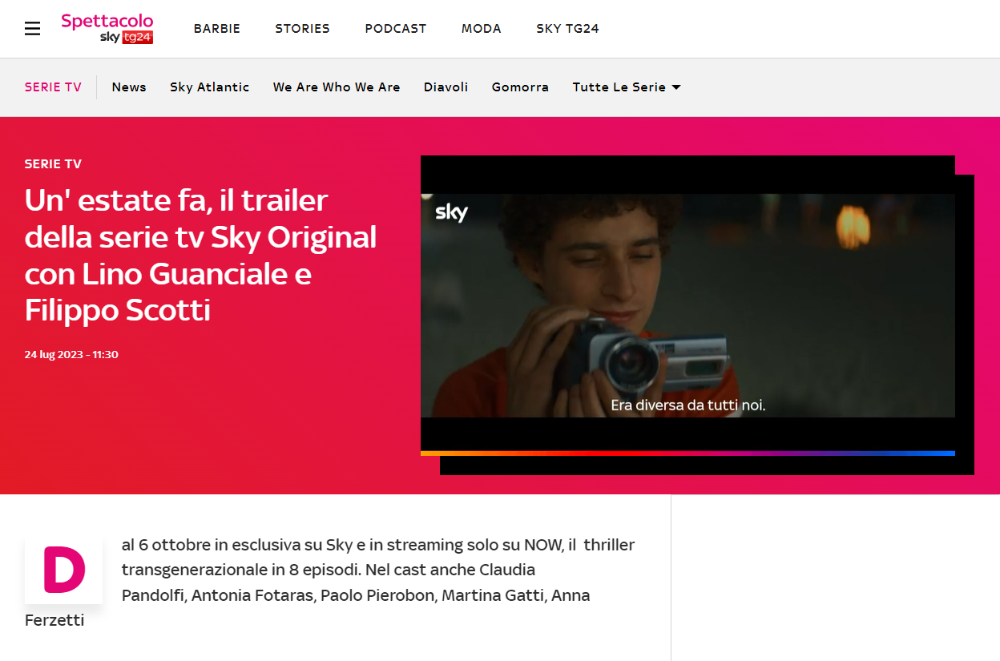 Spettacolo
sky tg24
BARBIE
STORIES
PODCAST
MODA
SKY TG24
SERIE TV
News
Sky Atlantic
We Are Who We Are
Diavoli
Gomorra
Tutte Le Serie
SERIE TV
Un' estate fa, il trailer
della serie tv Sky Original
con Lino Guanciale e
Filippo Scotti
24 lug 2023 - 11:30
sky
Era diversa da tutti noi.
Dal 6 ottobre in esclusiva su Sky e in streaming solo su NOW, il  thriller
transgenerazionale in 8 episodi. Nel cast anche Claudia
Pandolfi, Antonia Fotaras, Paolo Pierobon, Martina Gatti, Anna
Ferzetti